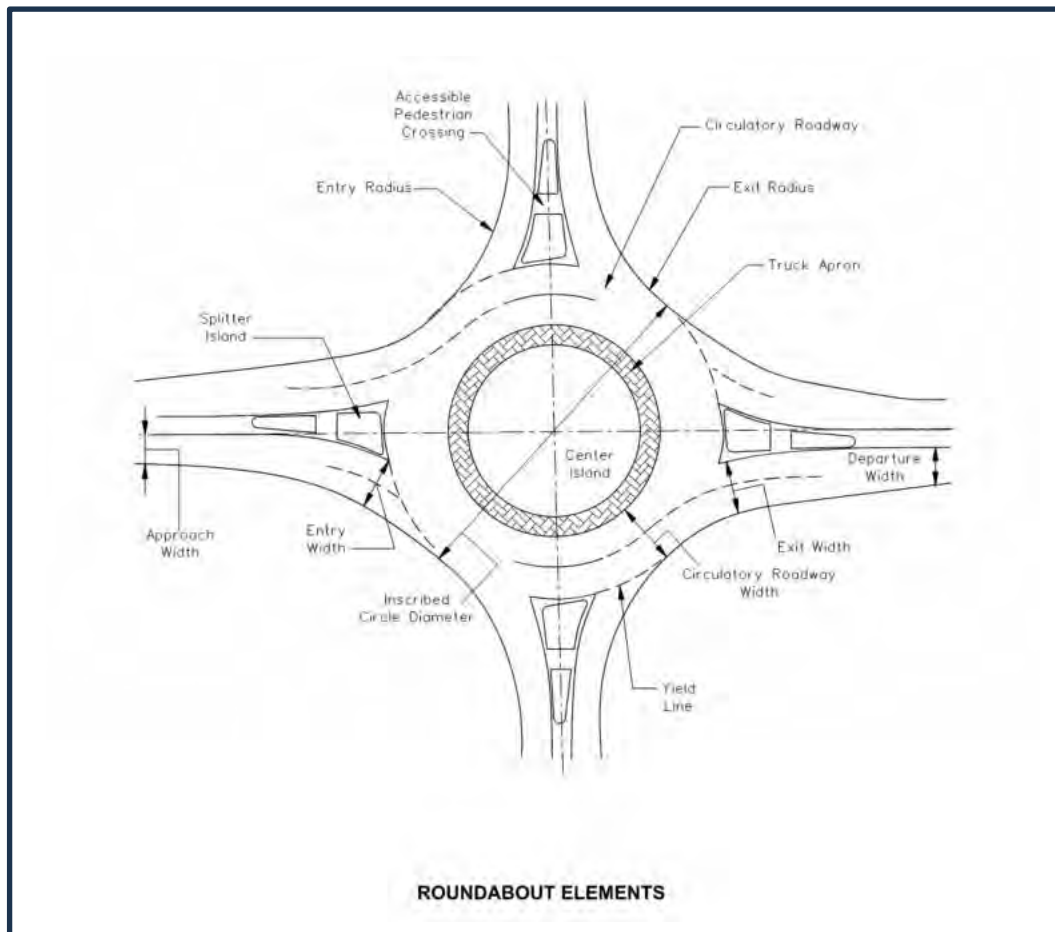 Accessible
Pedestrian
Crossing
Circulatory Roadway
Entry Radius
Exit Radius
Truck Apron
Splitter
Island
Center
Island
Departure
Width
Approach
Width
Entry
Width
Exit Width
Circulatory Roadway
Width
Inscribed
Circle Diameter
Yield
Line
ROUNDABOUT ELEMENTS